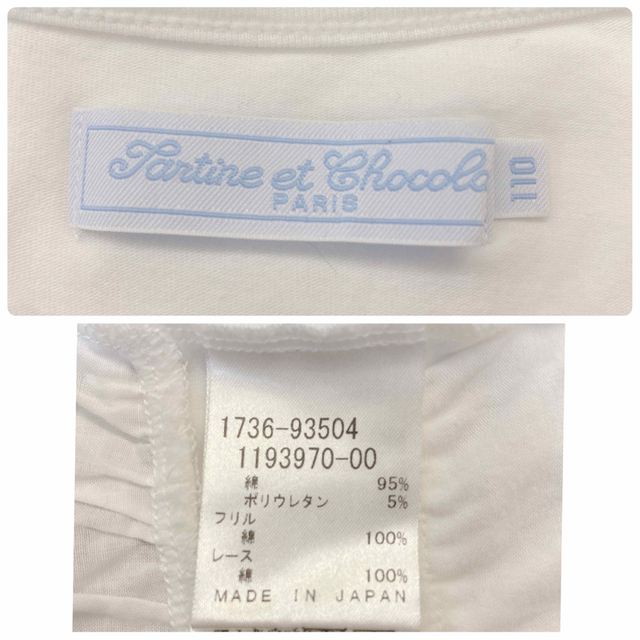 Tartine et Chocola
PARIS
110
1736-93504
1193970-00
綿 95%
ポリウレタン 5%
フリル
綿 100%
レース
綿 100%
MADE IN JAPAN